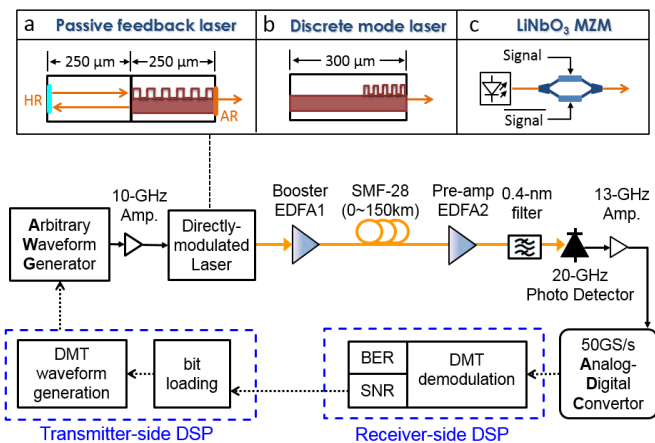 a Passive feedback laser
250 μm 250 μm
HR
AR
b Discrete mode laser
300 μm
c LiNbO₃ MZM
Signal
Signal
10-GHz
Amp.
Arbitrary
Waveform
Generator
Directly-
modulated
Laser
Booster
EDFA1
SMF-28
(0~150km)
Pre-amp
EDFA2
0.4-nm
filter
13-GHz
Amp.
20-GHz
Photo Detector
50GS/s
Analog-
Digital
Convertor
DMT
waveform
generation
bit
loading
Transmitter-side DSP
BER
SNR
DMT
demodulation
Receiver-side DSP